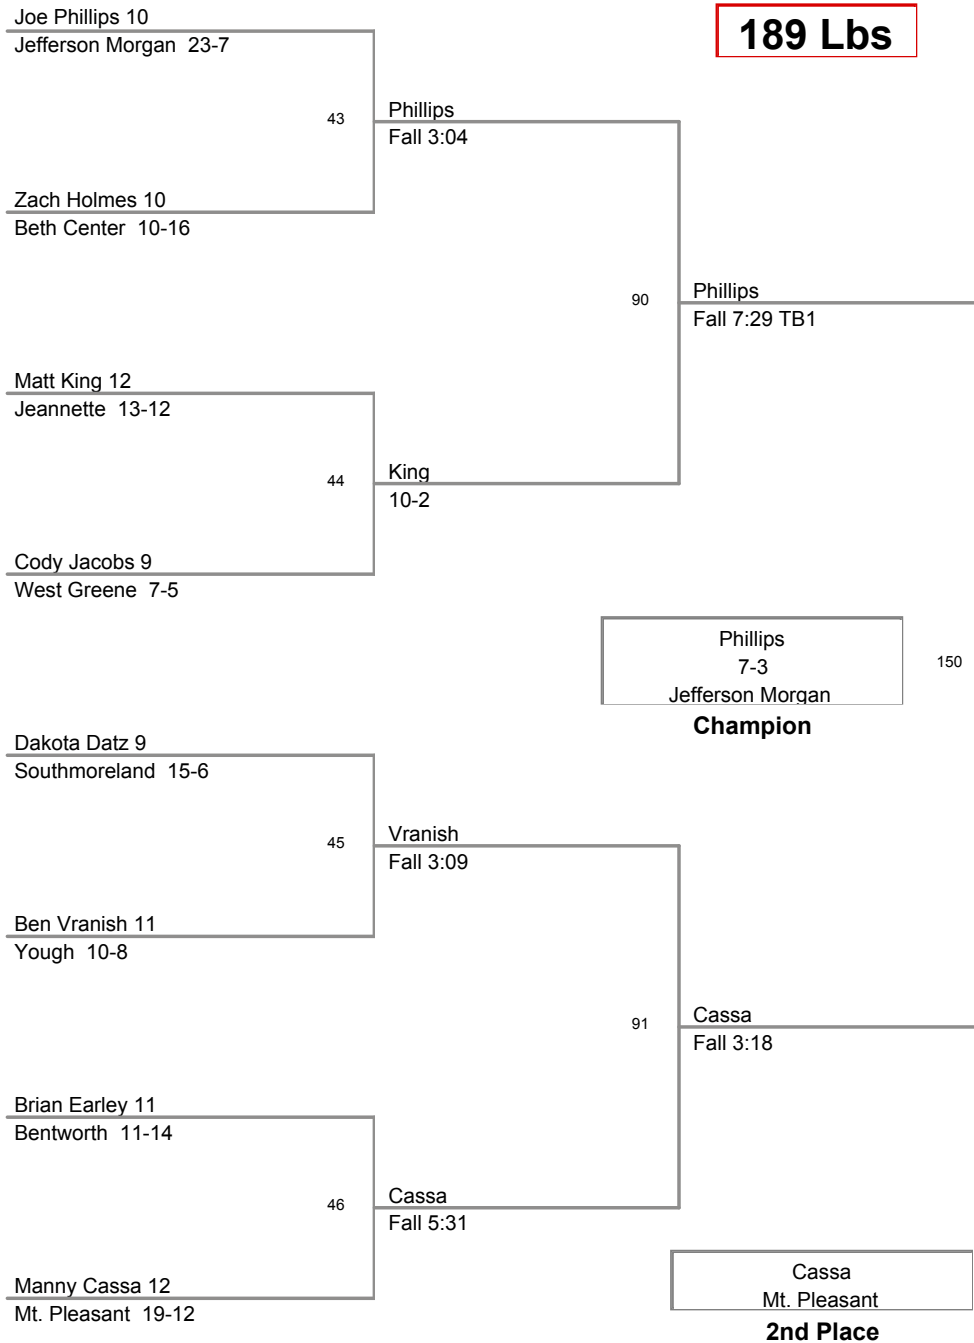 Joe Phillips 10
Jefferson Morgan 23-7
189 Lbs
43
Phillips
Fall 3:04
Zach Holmes 10
Beth Center 10-16
90
Phillips
Fall 7:29 TB1
Matt King 12
Jeannette 13-12
44
King
10-2
Cody Jacobs 9
West Greene 7-5
Phillips
7-3
Jefferson Morgan
150
Champion
Dakota Datz 9
Southmoreland 15-6
45
Vranish
Fall 3:09
Ben Vranish 11
Yough 10-8
91
Cassa
Fall 3:18
Brian Earley 11
Bentworth 11-14
46
Cassa
Fall 5:31
Manny Cassa 12
Mt. Pleasant 19-12
Cassa
Mt. Pleasant
2nd Place